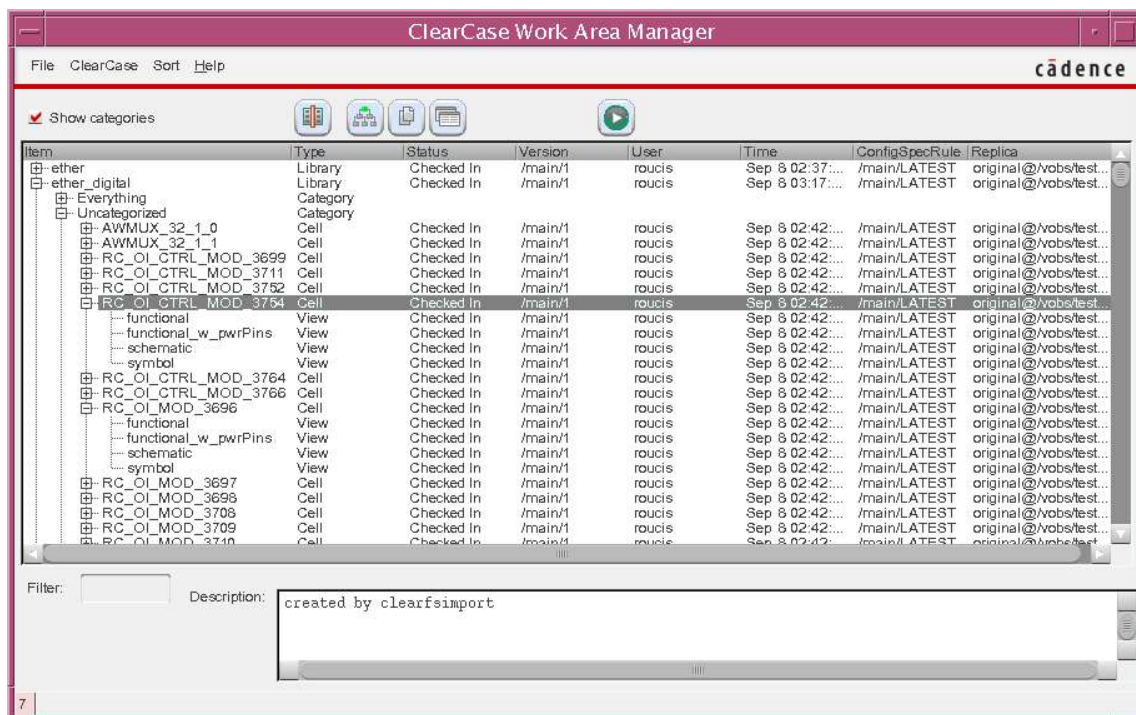 ClearCase Work Area Manager
File ClearCase Sort Help
cādence
Show categories
Item Type Status Version User Time ConfigSpecRule Replica
ether Library Checked In /main/1 roucis Sep 8 02:37:... /main/LATEST original@/vobs/test...
ether_digital Library Checked In /main/1 roucis Sep 8 03:17:... /main/LATEST original@/vobs/test...
Everything Category
Uncategorized Category
AWMUX_32_1_0 Cell Checked In /main/1 roucis Sep 8 02:42:... /main/LATEST original@/vobs/test...
AWMUX_32_1_1 Cell Checked In /main/1 roucis Sep 8 02:42:... /main/LATEST original@/vobs/test...
RC_OI_CTRL_MOD_3699 Cell Checked In /main/1 roucis Sep 8 02:42:... /main/LATEST original@/vobs/test...
RC_OI_CTRL_MOD_3711 Cell Checked In /main/1 roucis Sep 8 02:42:... /main/LATEST original@/vobs/test...
RC_OI_CTRL_MOD_3752 Cell Checked In /main/1 roucis Sep 8 02:42:... /main/LATEST original@/vobs/test...
RC_OI_CTRL_MOD_3754 Cell Checked In /main/1 roucis Sep 8 02:42:... /main/LATEST original@/vobs/test...
functional View Checked In /main/1 roucis Sep 8 02:42:... /main/LATEST original@/vobs/test...
functional_w_pwrPins View Checked In /main/1 roucis Sep 8 02:42:... /main/LATEST original@/vobs/test...
schematic View Checked In /main/1 roucis Sep 8 02:42:... /main/LATEST original@/vobs/test...
symbol View Checked In /main/1 roucis Sep 8 02:42:... /main/LATEST original@/vobs/test...
RC_OI_CTRL_MOD_3764 Cell Checked In /main/1 roucis Sep 8 02:42:... /main/LATEST original@/vobs/test...
RC_OI_CTRL_MOD_3766 Cell Checked In /main/1 roucis Sep 8 02:42:... /main/LATEST original@/vobs/test...
RC_OI_MOD_3696 Cell Checked In /main/1 roucis Sep 8 02:42:... /main/LATEST original@/vobs/test...
functional View Checked In /main/1 roucis Sep 8 02:42:... /main/LATEST original@/vobs/test...
functional_w_pwrPins View Checked In /main/1 roucis Sep 8 02:42:... /main/LATEST original@/vobs/test...
schematic View Checked In /main/1 roucis Sep 8 02:42:... /main/LATEST original@/vobs/test...
symbol View Checked In /main/1 roucis Sep 8 02:42:... /main/LATEST original@/vobs/test...
RC_OI_MOD_3697 Cell Checked In /main/1 roucis Sep 8 02:42:... /main/LATEST original@/vobs/test...
RC_OI_MOD_3698 Cell Checked In /main/1 roucis Sep 8 02:42:... /main/LATEST original@/vobs/test...
RC_OI_MOD_3708 Cell Checked In /main/1 roucis Sep 8 02:42:... /main/LATEST original@/vobs/test...
RC_OI_MOD_3709 Cell Checked In /main/1 roucis Sep 8 02:42:... /main/LATEST original@/vobs/test...
RC_OI_MOD_3710 Cell Checked In /main/1 roucis Sep 8 02:42:... /main/LATEST original@/vobs/test...
Filter:
Description: created by clearfsimport
7